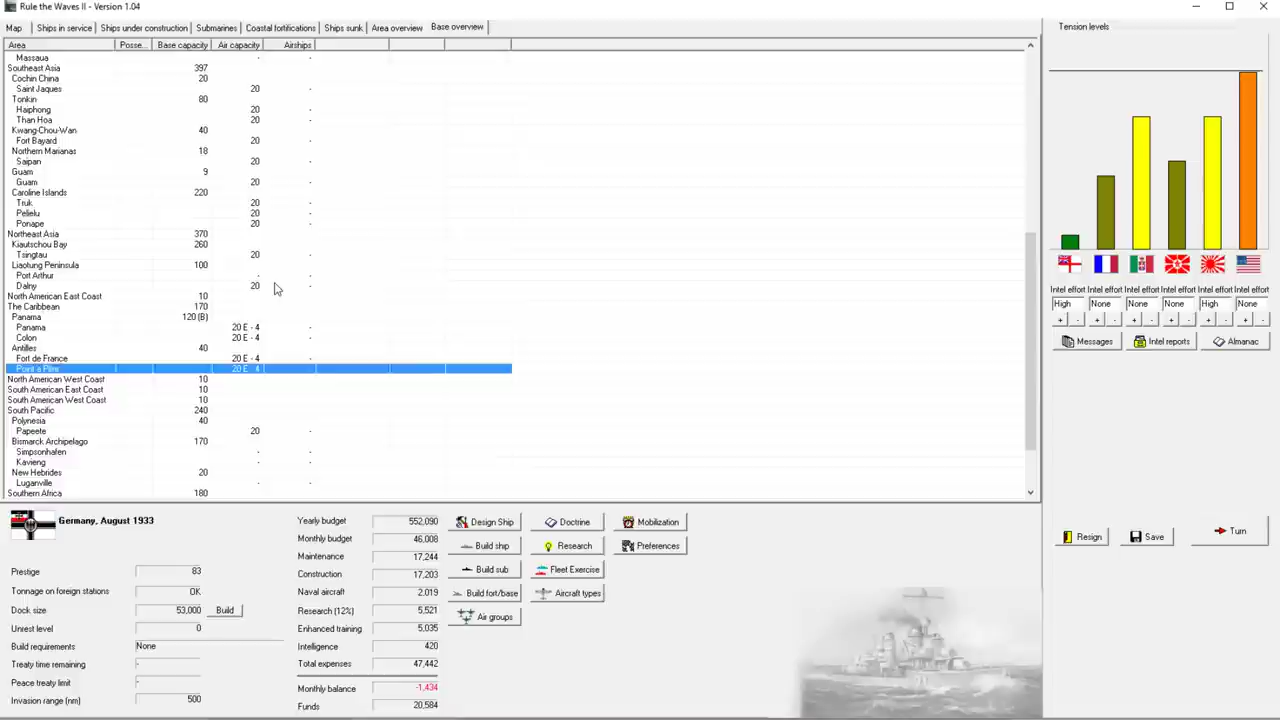 Rule the Waves II - Version 1.04
Map Ships in service Ships under construction Submarines Coastal fortifications Ships sunk Area overview Base overview
Area Posse... Base capacity Air capacity Airships
Massaua -  -
Southeast Asia 397
Cochin China 20
Saint Jaques 20 -
Tonkin 80
Haiphong 20 -
Than Hoa 20 -
Kwang-Chou-Wan 40
Fort Bayard 20 -
Northern Marianas 18
Saipan 20 -
Guam 9
Guam 20 -
Caroline Islands 220
Truk 20 -
Pelielu 20 -
Ponape 20 -
Northeast Asia 370
Kiautschou Bay 260
Tsingtau 20 -
Liaotung Peninsula 100
Port Arthur - -
Dalny 20 -
North American East Coast 10
The Caribbean 170
Panama 120 (B)
Panama 20 E - 4 -
Colon 20 E - 4 -
Antilles 40
Fort de France 20 E - 4 -
Point a Pitre 20 E - 4 -
North American West Coast 10
South American East Coast 10
South American West Coast 10
South Pacific 240
Polynesia 40
Papeete 20 -
Bismarck Archipelago 170
Simpsonhafen - -
Kavieng - -
New Hebrides 20
Luganville - -
Southern Africa 180
Tension levels
Intel effort Intel effort Intel effort Intel effort Intel effort Intel effort
High None None None High None
+ - + - + - + - + - + -
Messages Intel reports Almanac
Resign Save Turn
Germany, August 1933
Prestige 83
Tonnage on foreign stations OK
Dock size 53,000 Build
Unrest level 0
Build requirements None
Treaty time remaining -
Peace treaty limit -
Invasion range (nm) 500
Yearly budget 552,090
Monthly budget 46,008
Maintenance 17,244
Construction 17,203
Naval aircraft 2,019
Research (12%) 5,521
Enhanced training 5,035
Intelligence 420
Total expenses 47,442
Monthly balance -1,434
Funds 20,584
Design Ship Doctrine Mobilization
Build ship Research Preferences
Build sub Fleet Exercise
Build fort/base Aircraft types
Air groups